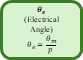 θₑ
(Electrical
Angle)
θₑ = θₘ/p